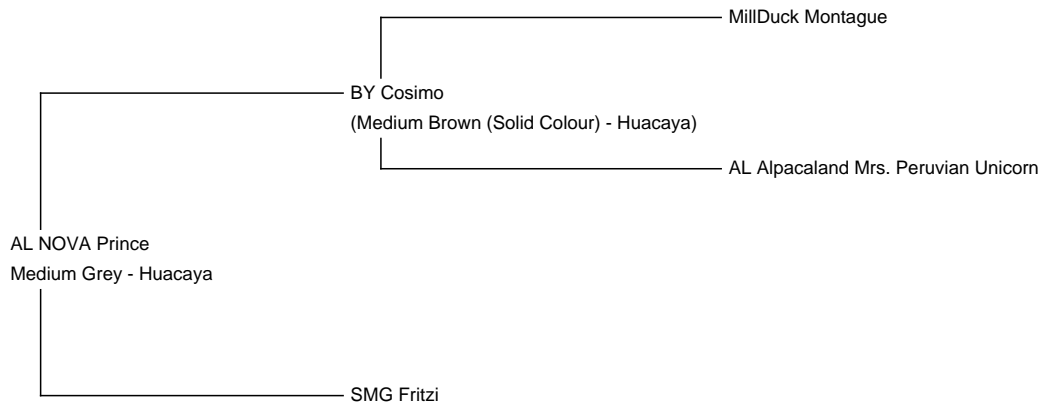 MillDuck Montague
BY Cosimo
(Medium Brown (Solid Colour) - Huacaya)
AL Alpacaland Mrs. Peruvian Unicorn
AL NOVA Prince
Medium Grey - Huacaya
SMG Fritzi